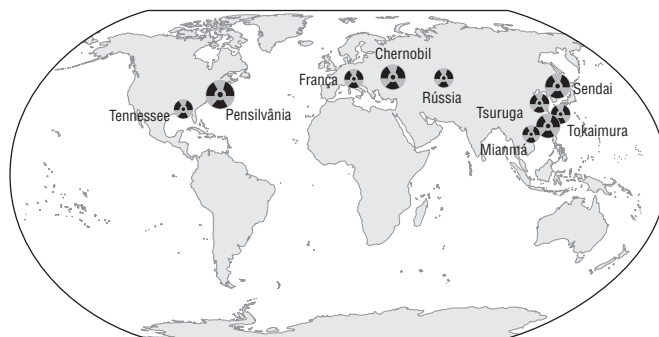 Chernobil
França
Rússia
Sendai
Tsuruga
Tennessee
Pensilvânia
Tokaimura
Mianmá